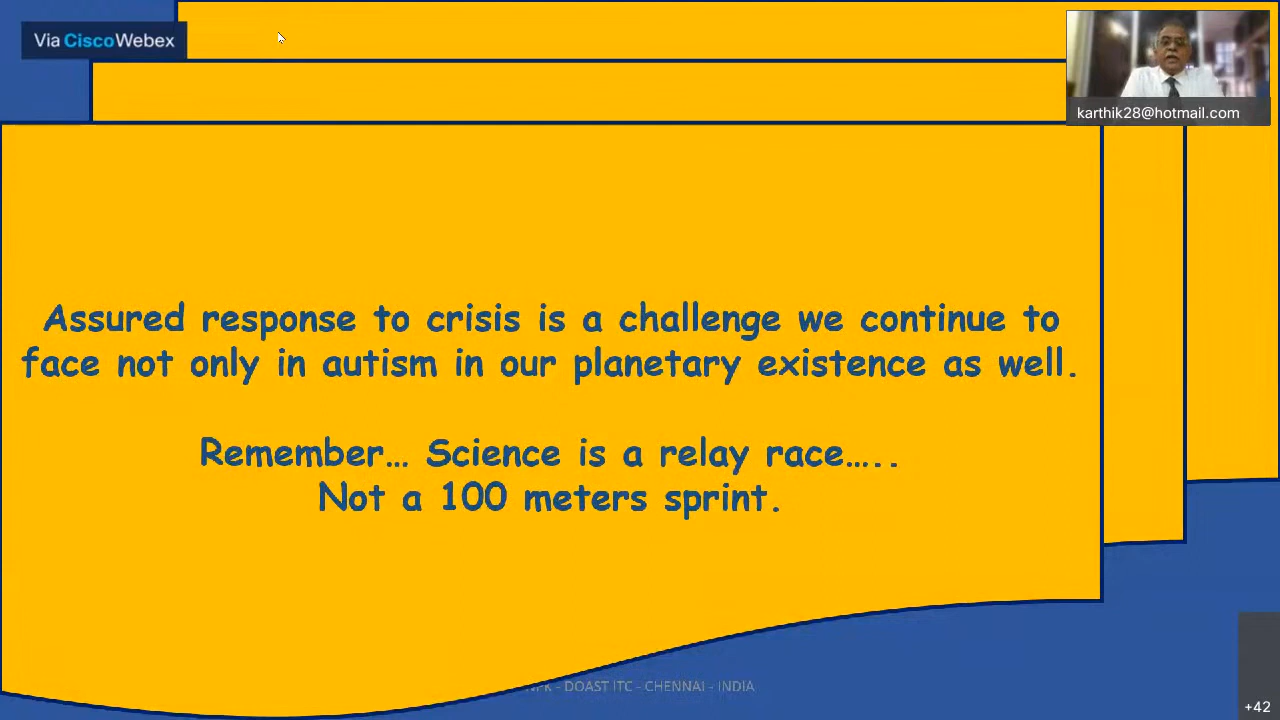 Via CiscoWebex
karthik28@hotmail.com
Assured response to crisis is a challenge we continue to
face not only in autism in our planetary existence as well.
Remember... Science is a relay race.....
Not a 100 meters sprint.
- DOAST ITC - CHENNAI - INDIA
+42